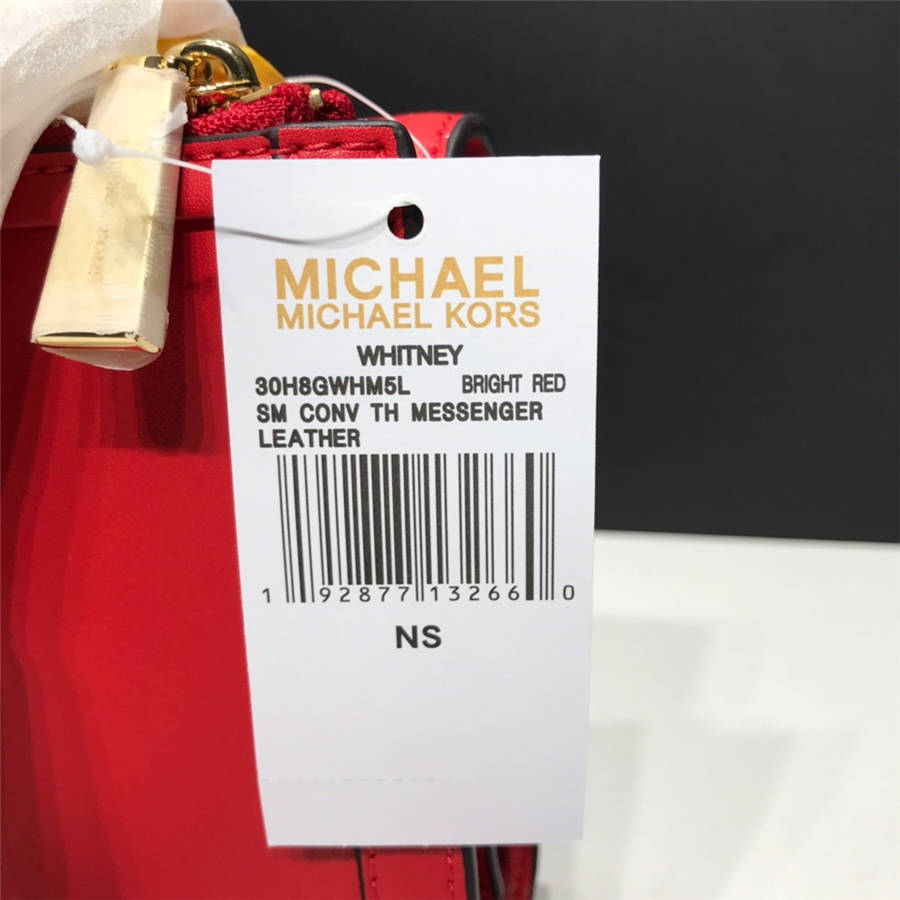 MICHAEL
MICHAEL KORS
WHITNEY
30H8GWHM5L BRIGHT RED
SM CONV TH MESSENGER
LEATHER
1 92877 13266 0
NS